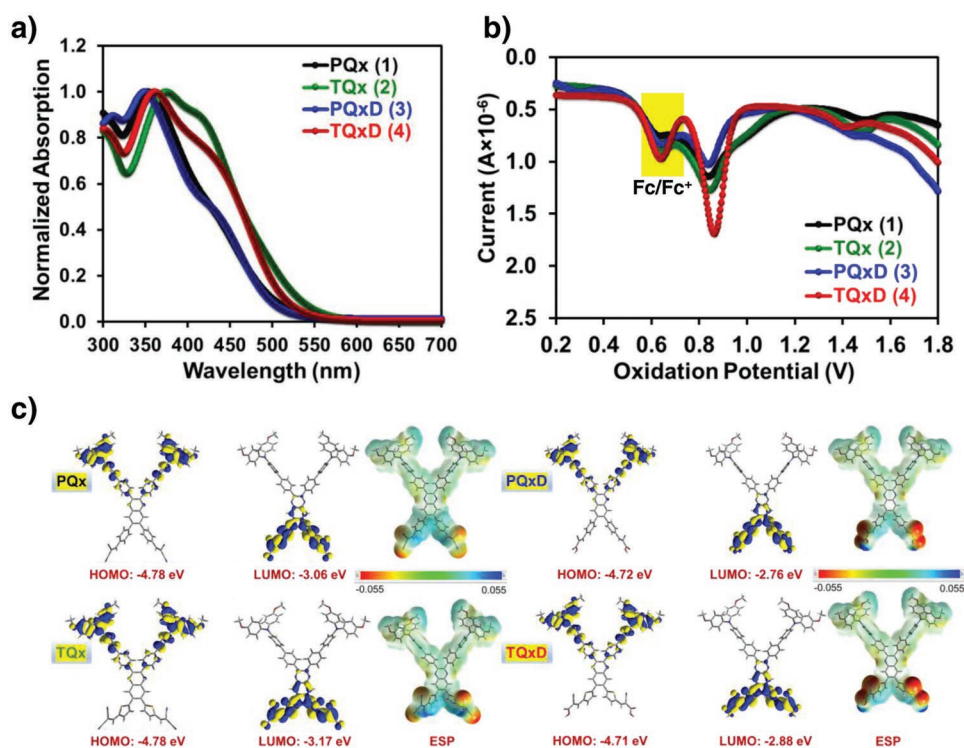 a)
1.2
1.0
0.8
0.6
0.4
0.2
0.0
Normalized Absorption
PQx (1)
TQx (2)
PQxD (3)
TQxD (4)
300 350 400 450 500 550 600 650 700
Wavelength (nm)
b)
0.0
0.5
1.0
1.5
2.0
2.5
Current (A×10⁻⁶)
Fc/Fc⁺
PQx (1)
TQx (2)
PQxD (3)
TQxD (4)
0.2 0.4 0.6 0.8 1.0 1.2 1.4 1.6 1.8
Oxidation Potential (V)
c)
PQx
HOMO: -4.78 eV
LUMO: -3.06 eV
-0.055 0.055
PQxD
HOMO: -4.72 eV
LUMO: -2.76 eV
-0.055 0.055
TQx
HOMO: -4.78 eV
LUMO: -3.17 eV
ESP
TQxD
HOMO: -4.71 eV
LUMO: -2.88 eV
ESP